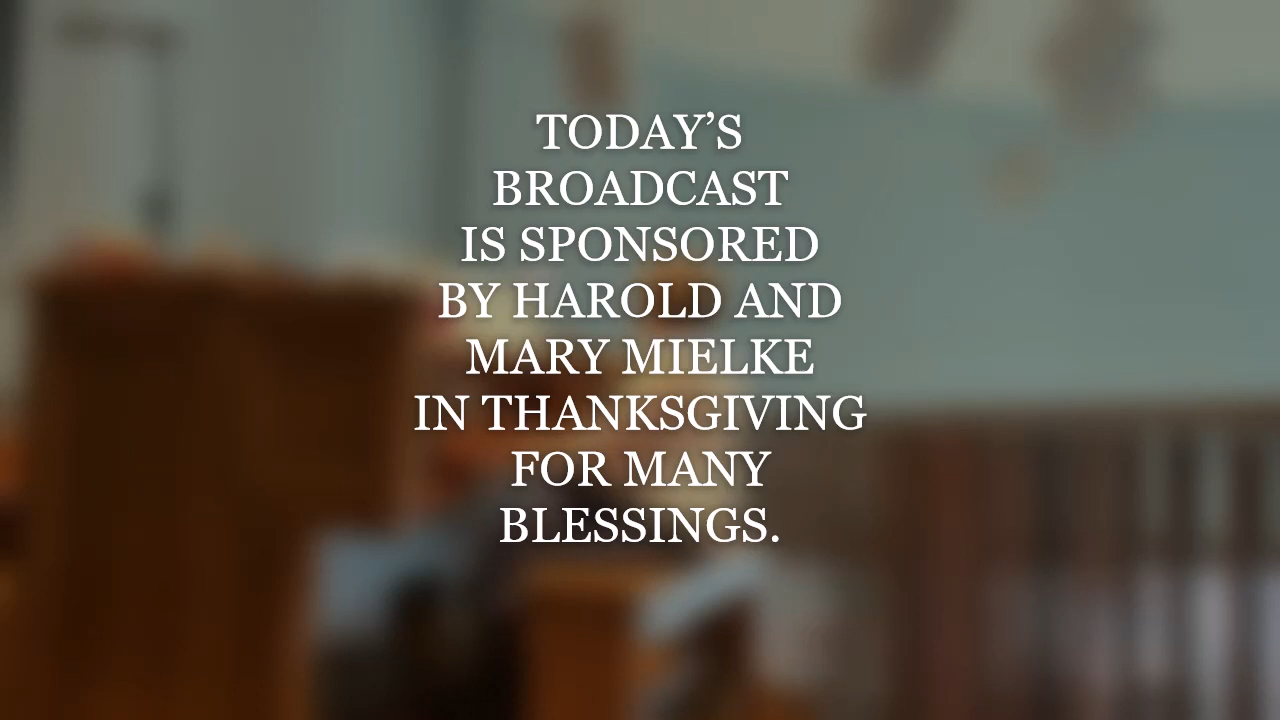 TODAY’S
BROADCAST
IS SPONSORED
BY HAROLD AND
MARY MIELKE
IN THANKSGIVING
FOR MANY
BLESSINGS.